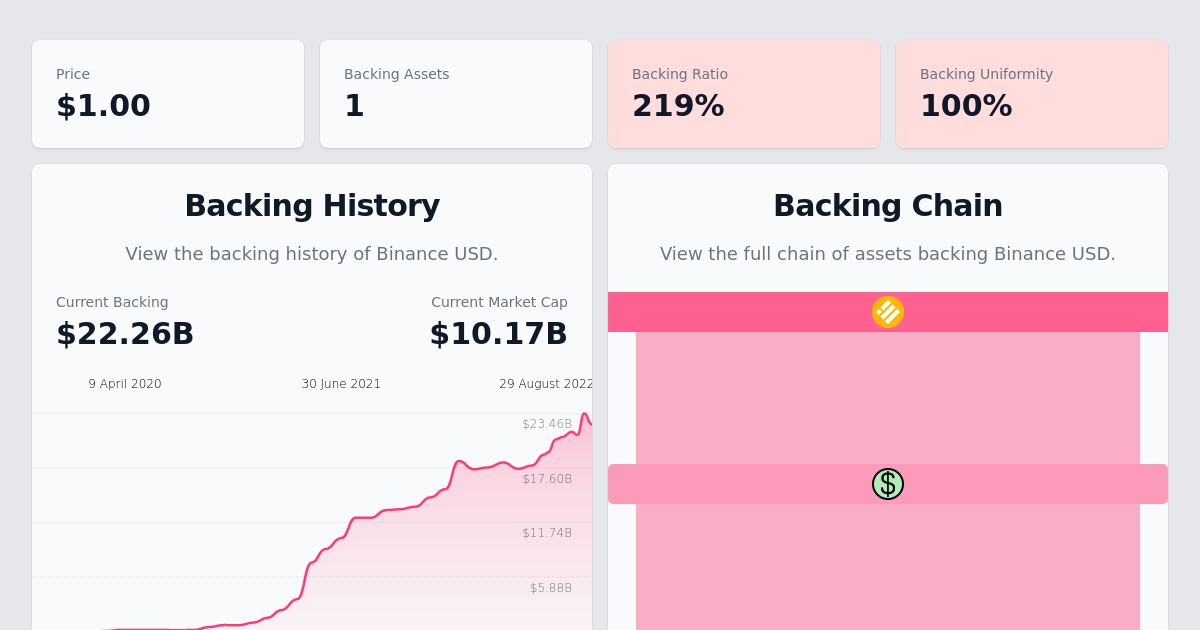 Price
$1.00
Backing Assets
1
Backing Ratio
219%
Backing Uniformity
100%
Backing History
View the backing history of Binance USD.
Current Backing
$22.26B
Current Market Cap
$10.17B
9 April 2020
30 June 2021
29 August 2022
$23.46B
$17.60B
$11.74B
$5.88B
Backing Chain
View the full chain of assets backing Binance USD.
$